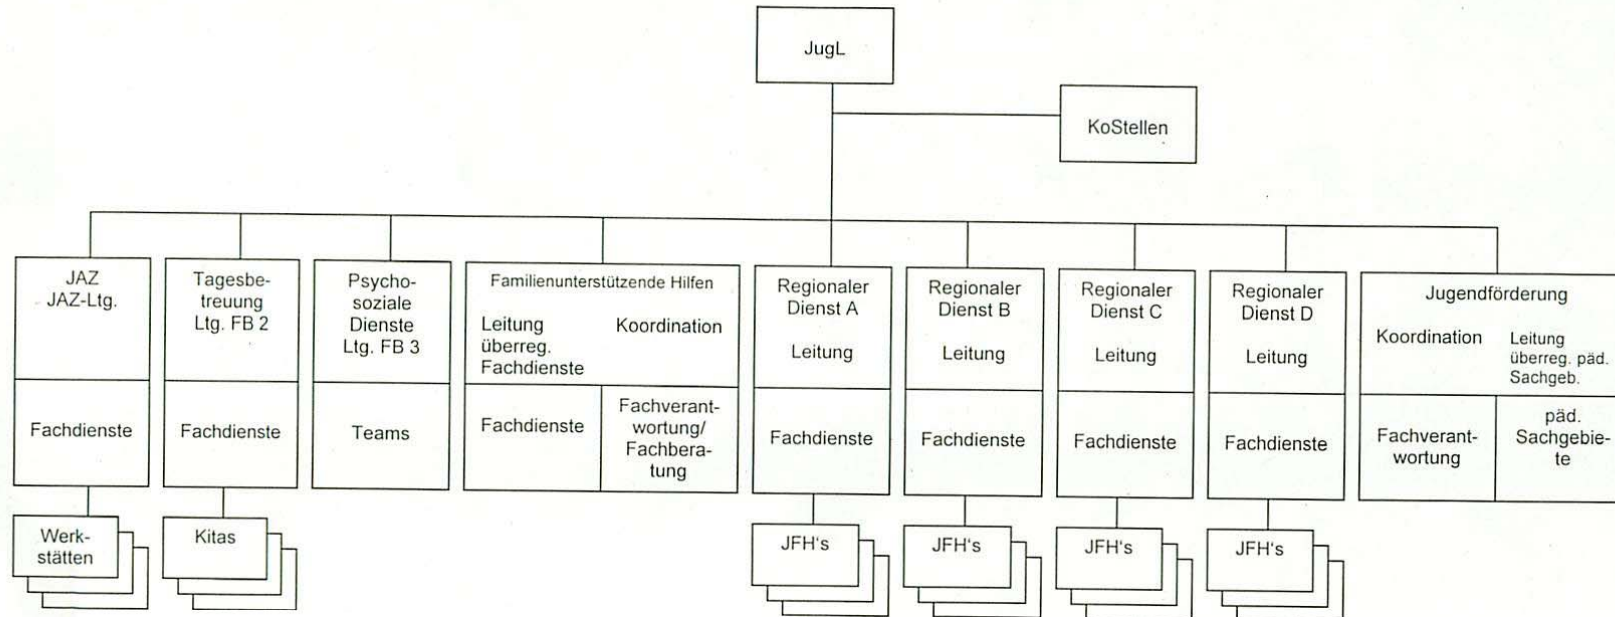 JugL
KoStellen
JAZ
JAZ-Ltg.
Fachdienste
Werk-
stätten
Tagesbe-
treuung
Ltg. FB 2
Fachdienste
Kitas
Psycho-
soziale
Dienste
Ltg. FB 3
Teams
Familienunterstützende Hilfen
Leitung
überreg.
Fachdienste
Koordination
Fachdienste
Fachverant-
wortung/
Fachbera-
tung
Regionaler
Dienst A
Leitung
Fachdienste
JFH's
Regionaler
Dienst B
Leitung
Fachdienste
JFH's
Regionaler
Dienst C
Leitung
Fachdienste
JFH's
Regionaler
Dienst D
Leitung
Fachdienste
JFH's
Jugendförderung
Koordination
Leitung
überreg. päd.
Sachgeb.
Fachverant-
wortung
päd.
Sachgebie-
te